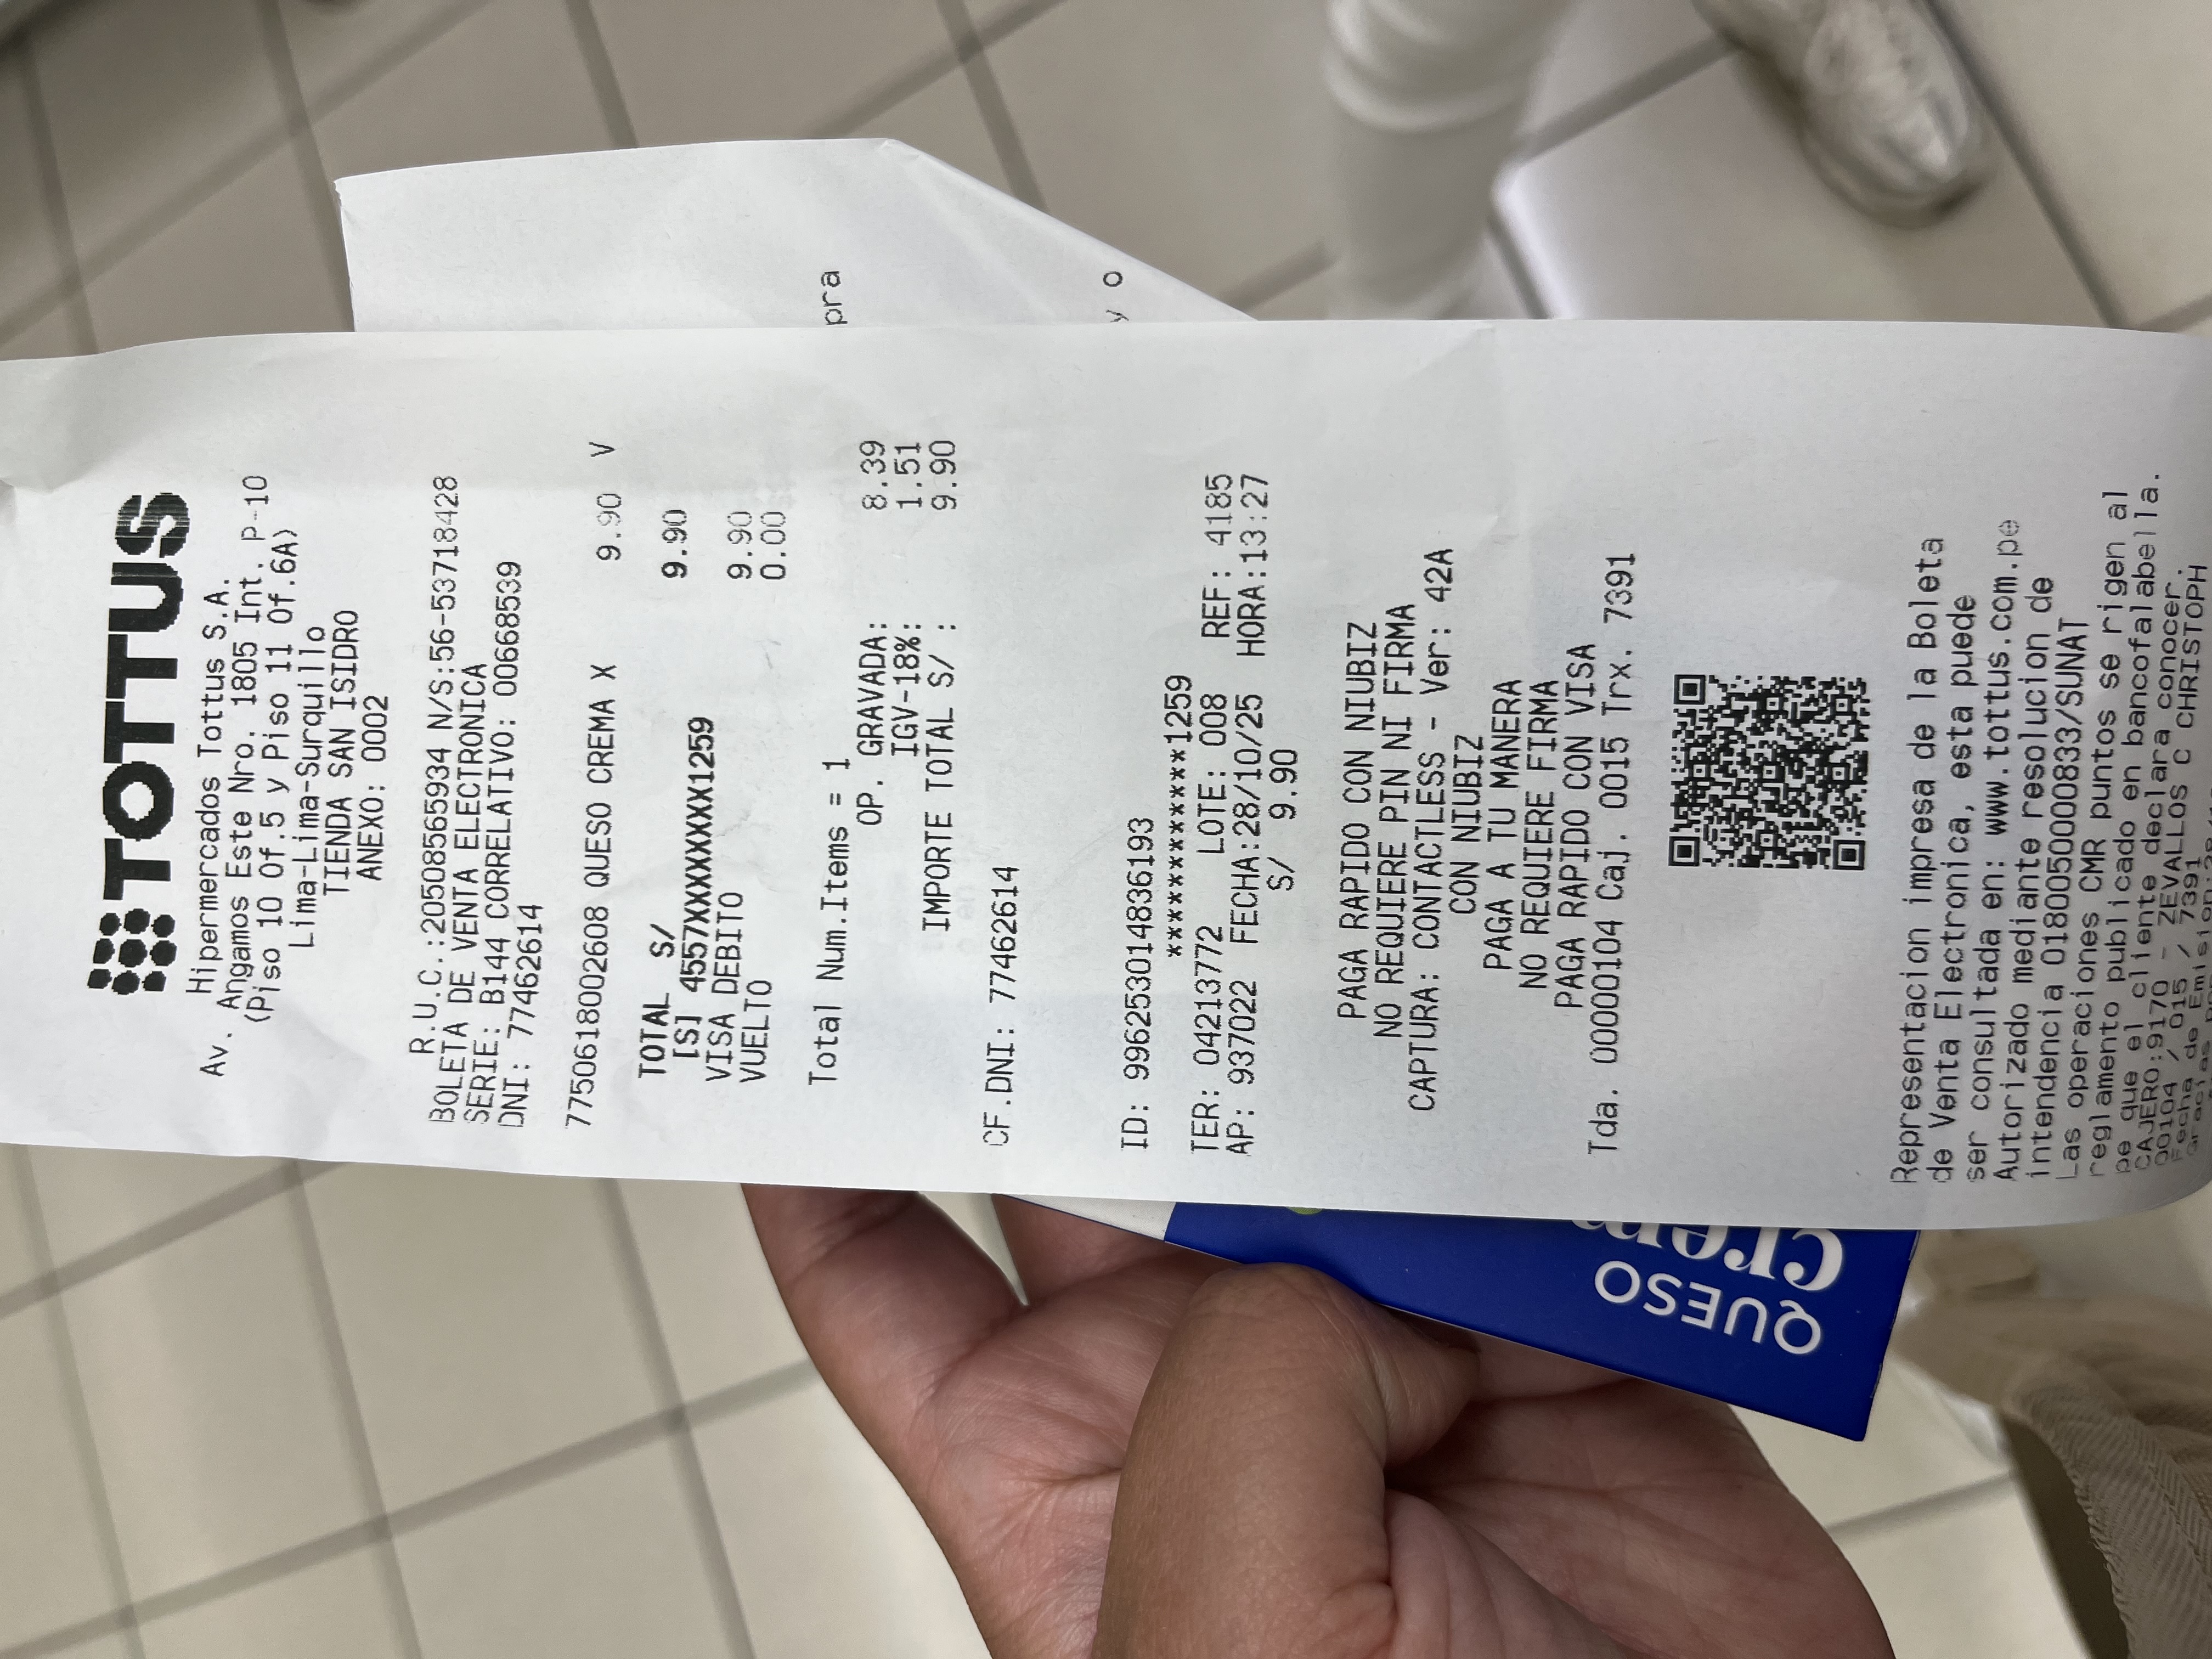 TOTTUS
Hipermercados Tottus S.A.
Av. Angamos Este Nro. 1805 Int. P-10
(Piso 10 Of.5 y Piso 11 Of.6A)
Lima-Lima-Surquillo
TIENDA SAN ISIDRO
ANEXO: 0002
R.U.C.:20508565934 N/S:56-53718428
BOLETA DE VENTA ELECTRONICA
SERIE: B144 CORRELATIVO: 00668539
DNI: 77462614
7750618002608 QUESO CREMA X 9.90 V
TOTAL S/ 9.90
[S] 4557XXXXXXXX1259
VISA DEBITO 9.90
VUELTO 0.00
Total Num.Items = 1
OP. GRAVADA: 8.39
IGV-18%: 1.51
IMPORTE TOTAL S/ : 9.90
CF.DNI: 77462614
ID: 996253014836193
************1259
TER: 04213772 LOTE: 008 REF: 4185
AP: 937022 FECHA:28/10/25 HORA:13:27
S/ 9.90
PAGA RAPIDO CON NIUBIZ
NO REQUIERE PIN NI FIRMA
CAPTURA: CONTACTLESS - Ver: 42A
CON NIUBIZ
PAGA A TU MANERA
NO REQUIERE FIRMA
PAGA RAPIDO CON VISA
Tda. 00000104 Caj. 0015 Trx. 7391
Representacion impresa de la Boleta
de Venta Electronica, esta puede
ser consultada en: www.tottus.com.pe
Autorizado mediante resolucion de
intendencia 0180050000833/SUNAT
Las operaciones CMR puntos se rigen al
reglamento publicado en bancofalabella.
pe que el cliente declara conocer.
CAJERO:9170 - ZEVALLOS C CHRISTOPH
00104 / 015 / 7391
Fecha de Emision:
Gracias
pra
y o
QUESO
crem